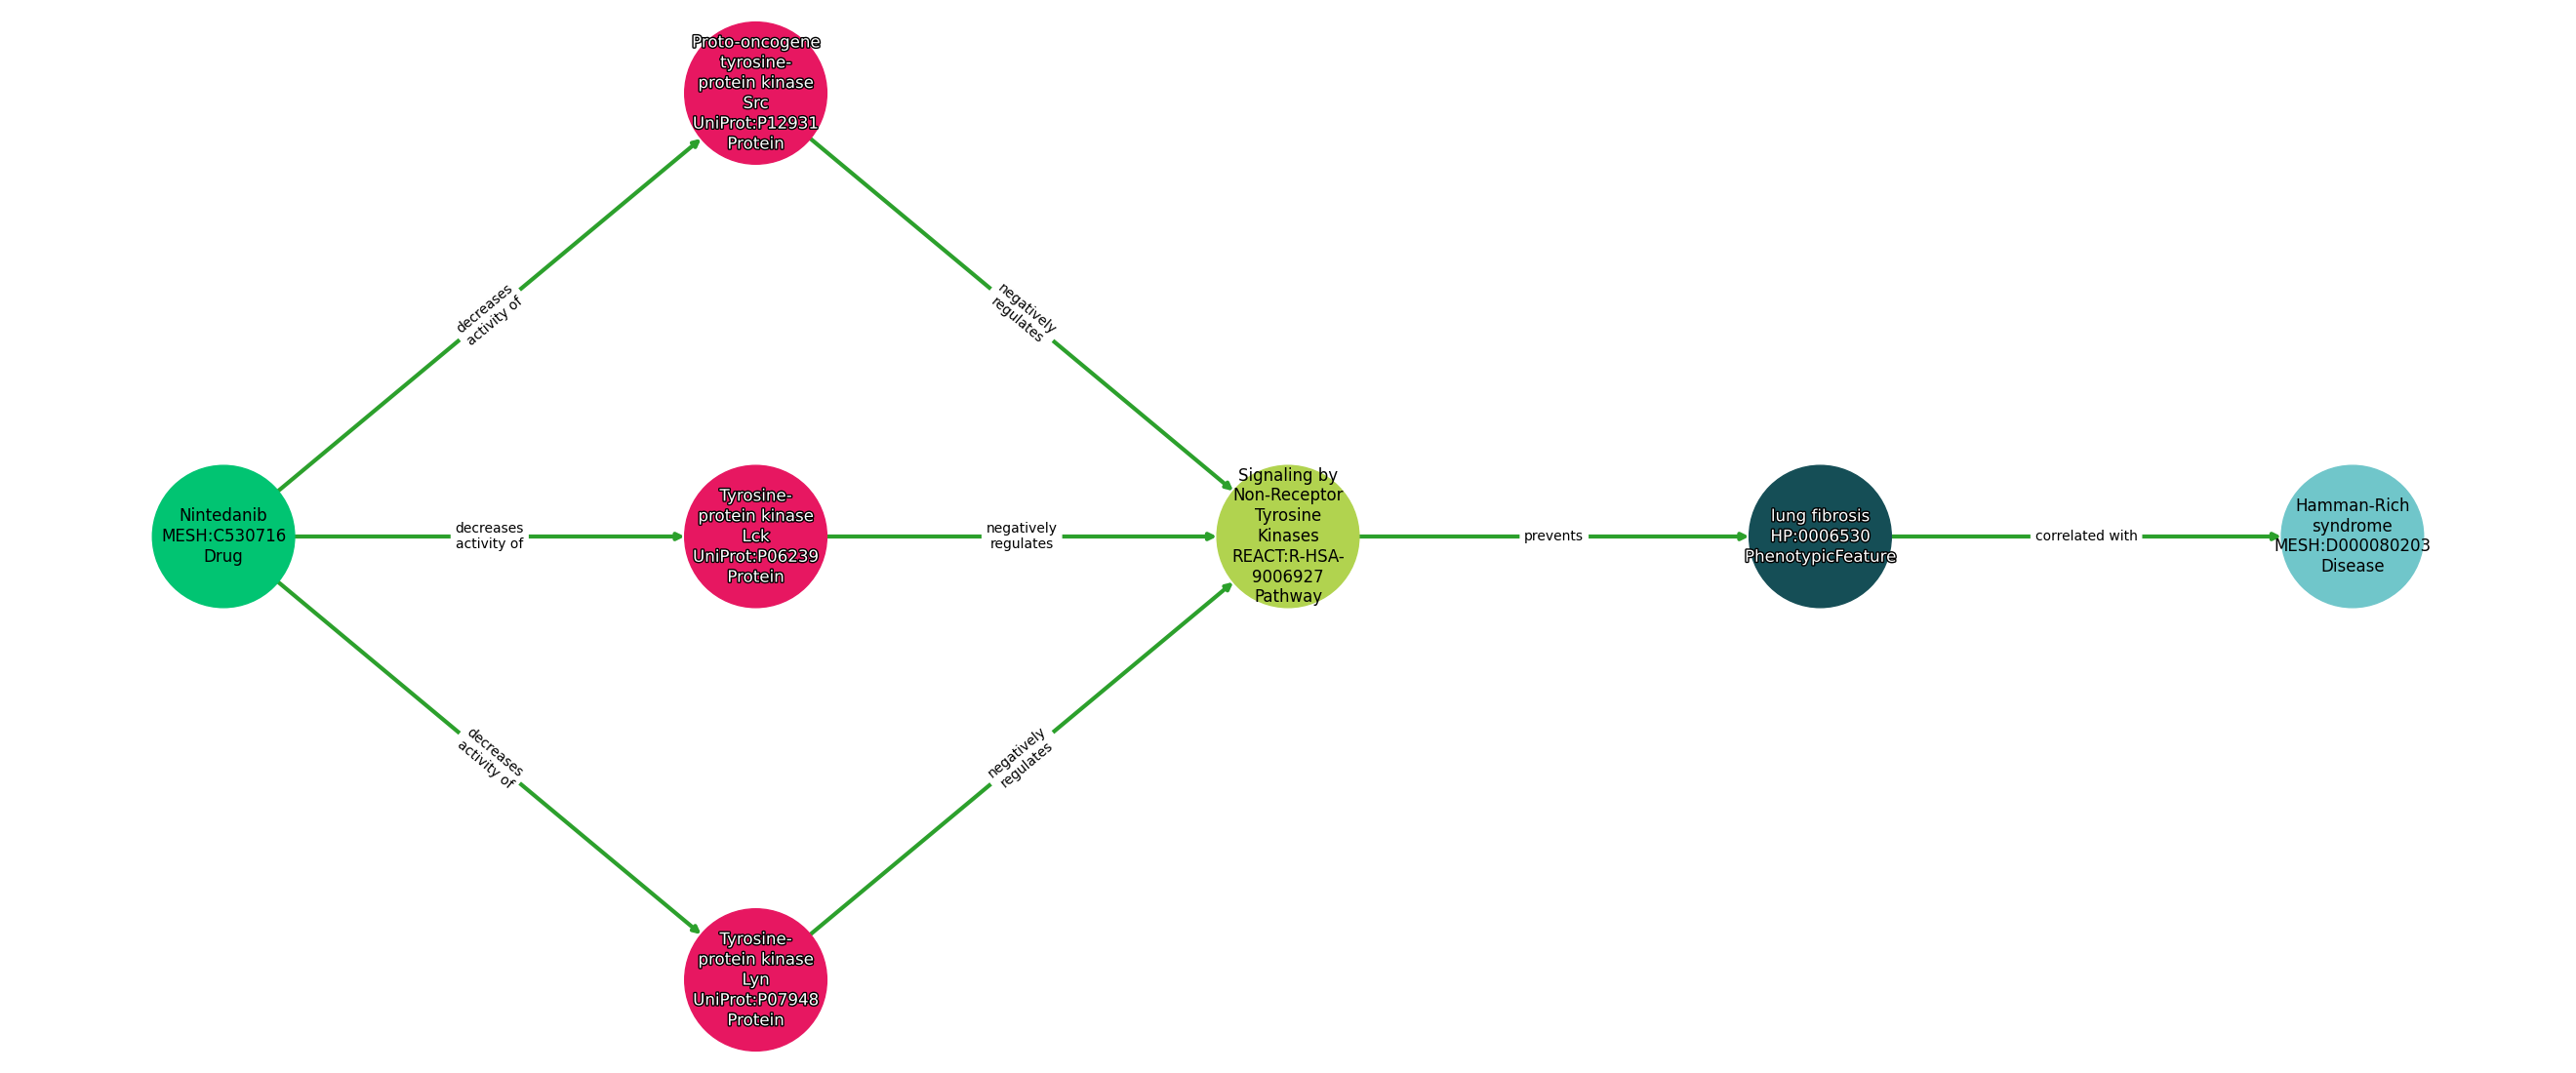 Proto-oncogene
tyrosine-
protein kinase
Src
UniProt:P12931
Protein
decreases
activity of
negatively
regulates
Nintedanib
MESH:C530716
Drug
decreases
activity of
Tyrosine-
protein kinase
Lck
UniProt:P06239
Protein
negatively
regulates
Signaling by
Non-Receptor
Tyrosine
Kinases
REACT:R-HSA-
9006927
Pathway
prevents
lung fibrosis
HP:0006530
PhenotypicFeature
correlated with
Hamman-Rich
syndrome
MESH:D000080203
Disease
decreases
activity of
negatively
regulates
Tyrosine-
protein kinase
Lyn
UniProt:P07948
Protein